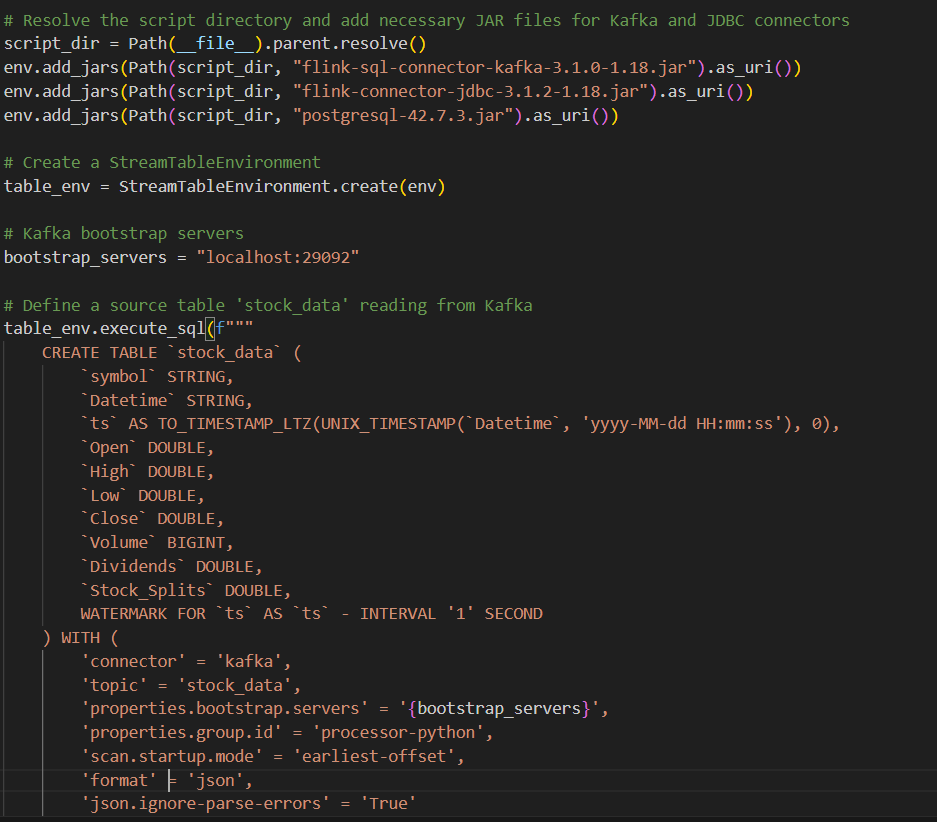 # Resolve the script directory and add necessary JAR files for Kafka and JDBC connectors
script_dir = Path(__file__).parent.resolve()
env.add_jars(Path(script_dir, "flink-sql-connector-kafka-3.1.0-1.18.jar").as_uri())
env.add_jars(Path(script_dir, "flink-connector-jdbc-3.1.2-1.18.jar").as_uri())
env.add_jars(Path(script_dir, "postgresql-42.7.3.jar").as_uri())

# Create a StreamTableEnvironment
table_env = StreamTableEnvironment.create(env)

# Kafka bootstrap servers
bootstrap_servers = "localhost:29092"

# Define a source table 'stock_data' reading from Kafka
table_env.execute_sql(f"""
    CREATE TABLE `stock_data` (
        `symbol` STRING,
        `Datetime` STRING,
        `ts` AS TO_TIMESTAMP_LTZ(UNIX_TIMESTAMP(`Datetime`, 'yyyy-MM-dd HH:mm:ss'), 0),
        `Open` DOUBLE,
        `High` DOUBLE,
        `Low` DOUBLE,
        `Close` DOUBLE,
        `Volume` BIGINT,
        `Dividends` DOUBLE,
        `Stock_Splits` DOUBLE,
        WATERMARK FOR `ts` AS `ts` - INTERVAL '1' SECOND
    ) WITH (
        'connector' = 'kafka',
        'topic' = 'stock_data',
        'properties.bootstrap.servers' = '{bootstrap_servers}',
        'properties.group.id' = 'processor-python',
        'scan.startup.mode' = 'earliest-offset',
        'format' = 'json',
        'json.ignore-parse-errors' = 'True'